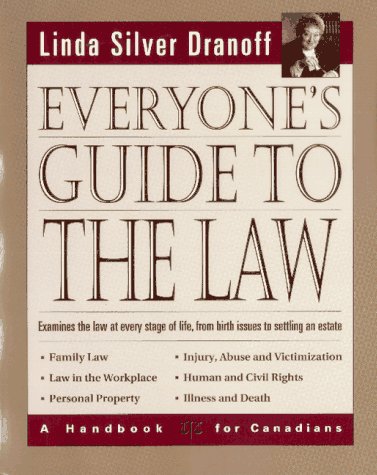 Linda Silver Dranoff
EVERYONE'S
GUIDE TO
THE LAW
Examines the law at every stage of life, from birth issues to settling an estate
• Family Law
• Law in the Workplace
• Personal Property
• Injury, Abuse and Victimization
• Human and Civil Rights
• Illness and Death
A Handbook for Canadians